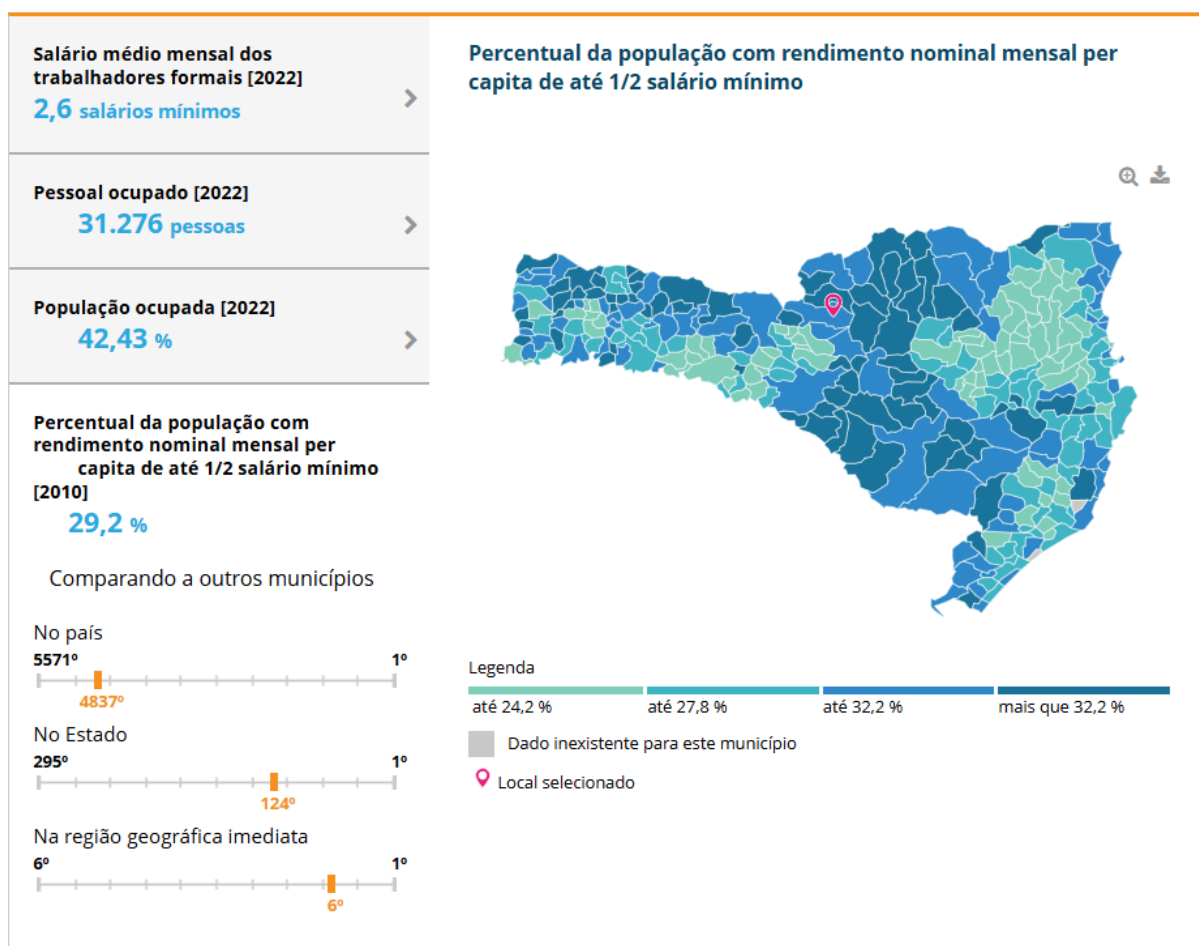 Salário médio mensal dos
trabalhadores formais [2022]
2,6 salários mínimos
Pessoal ocupado [2022]
31.276 pessoas
População ocupada [2022]
42,43 %
Percentual da população com
rendimento nominal mensal per
capita de até 1/2 salário mínimo
[2010]
29,2 %
Comparando a outros municípios
No país
5571º 1º
4837º
No Estado
295º 1º
124º
Na região geográfica imediata
6º 1º
6º
Percentual da população com rendimento nominal mensal per
capita de até 1/2 salário mínimo
Legenda
até 24,2 % até 27,8 % até 32,2 % mais que 32,2 %
Dado inexistente para este município
Local selecionado